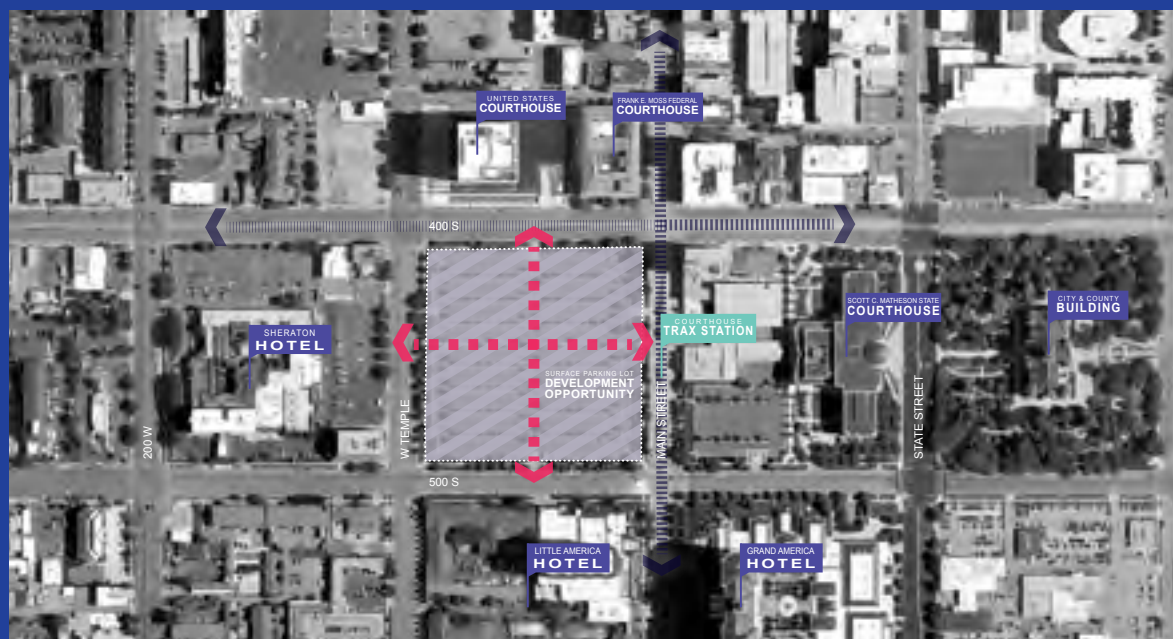 UNITED STATES
COURTHOUSE
FRANK E. MOSS FEDERAL
COURTHOUSE
400 S
SCOTT C. MATHESON STATE
COURTHOUSE
CITY & COUNTY
BUILDING
COURTHOUSE
TRAX STATION
SHERATON
HOTEL
SURFACE PARKING LOT
DEVELOPMENT
OPPORTUNITY
200 W
W TEMPLE
MAIN STREET
STATE STREET
500 S
LITTLE AMERICA
HOTEL
GRAND AMERICA
HOTEL